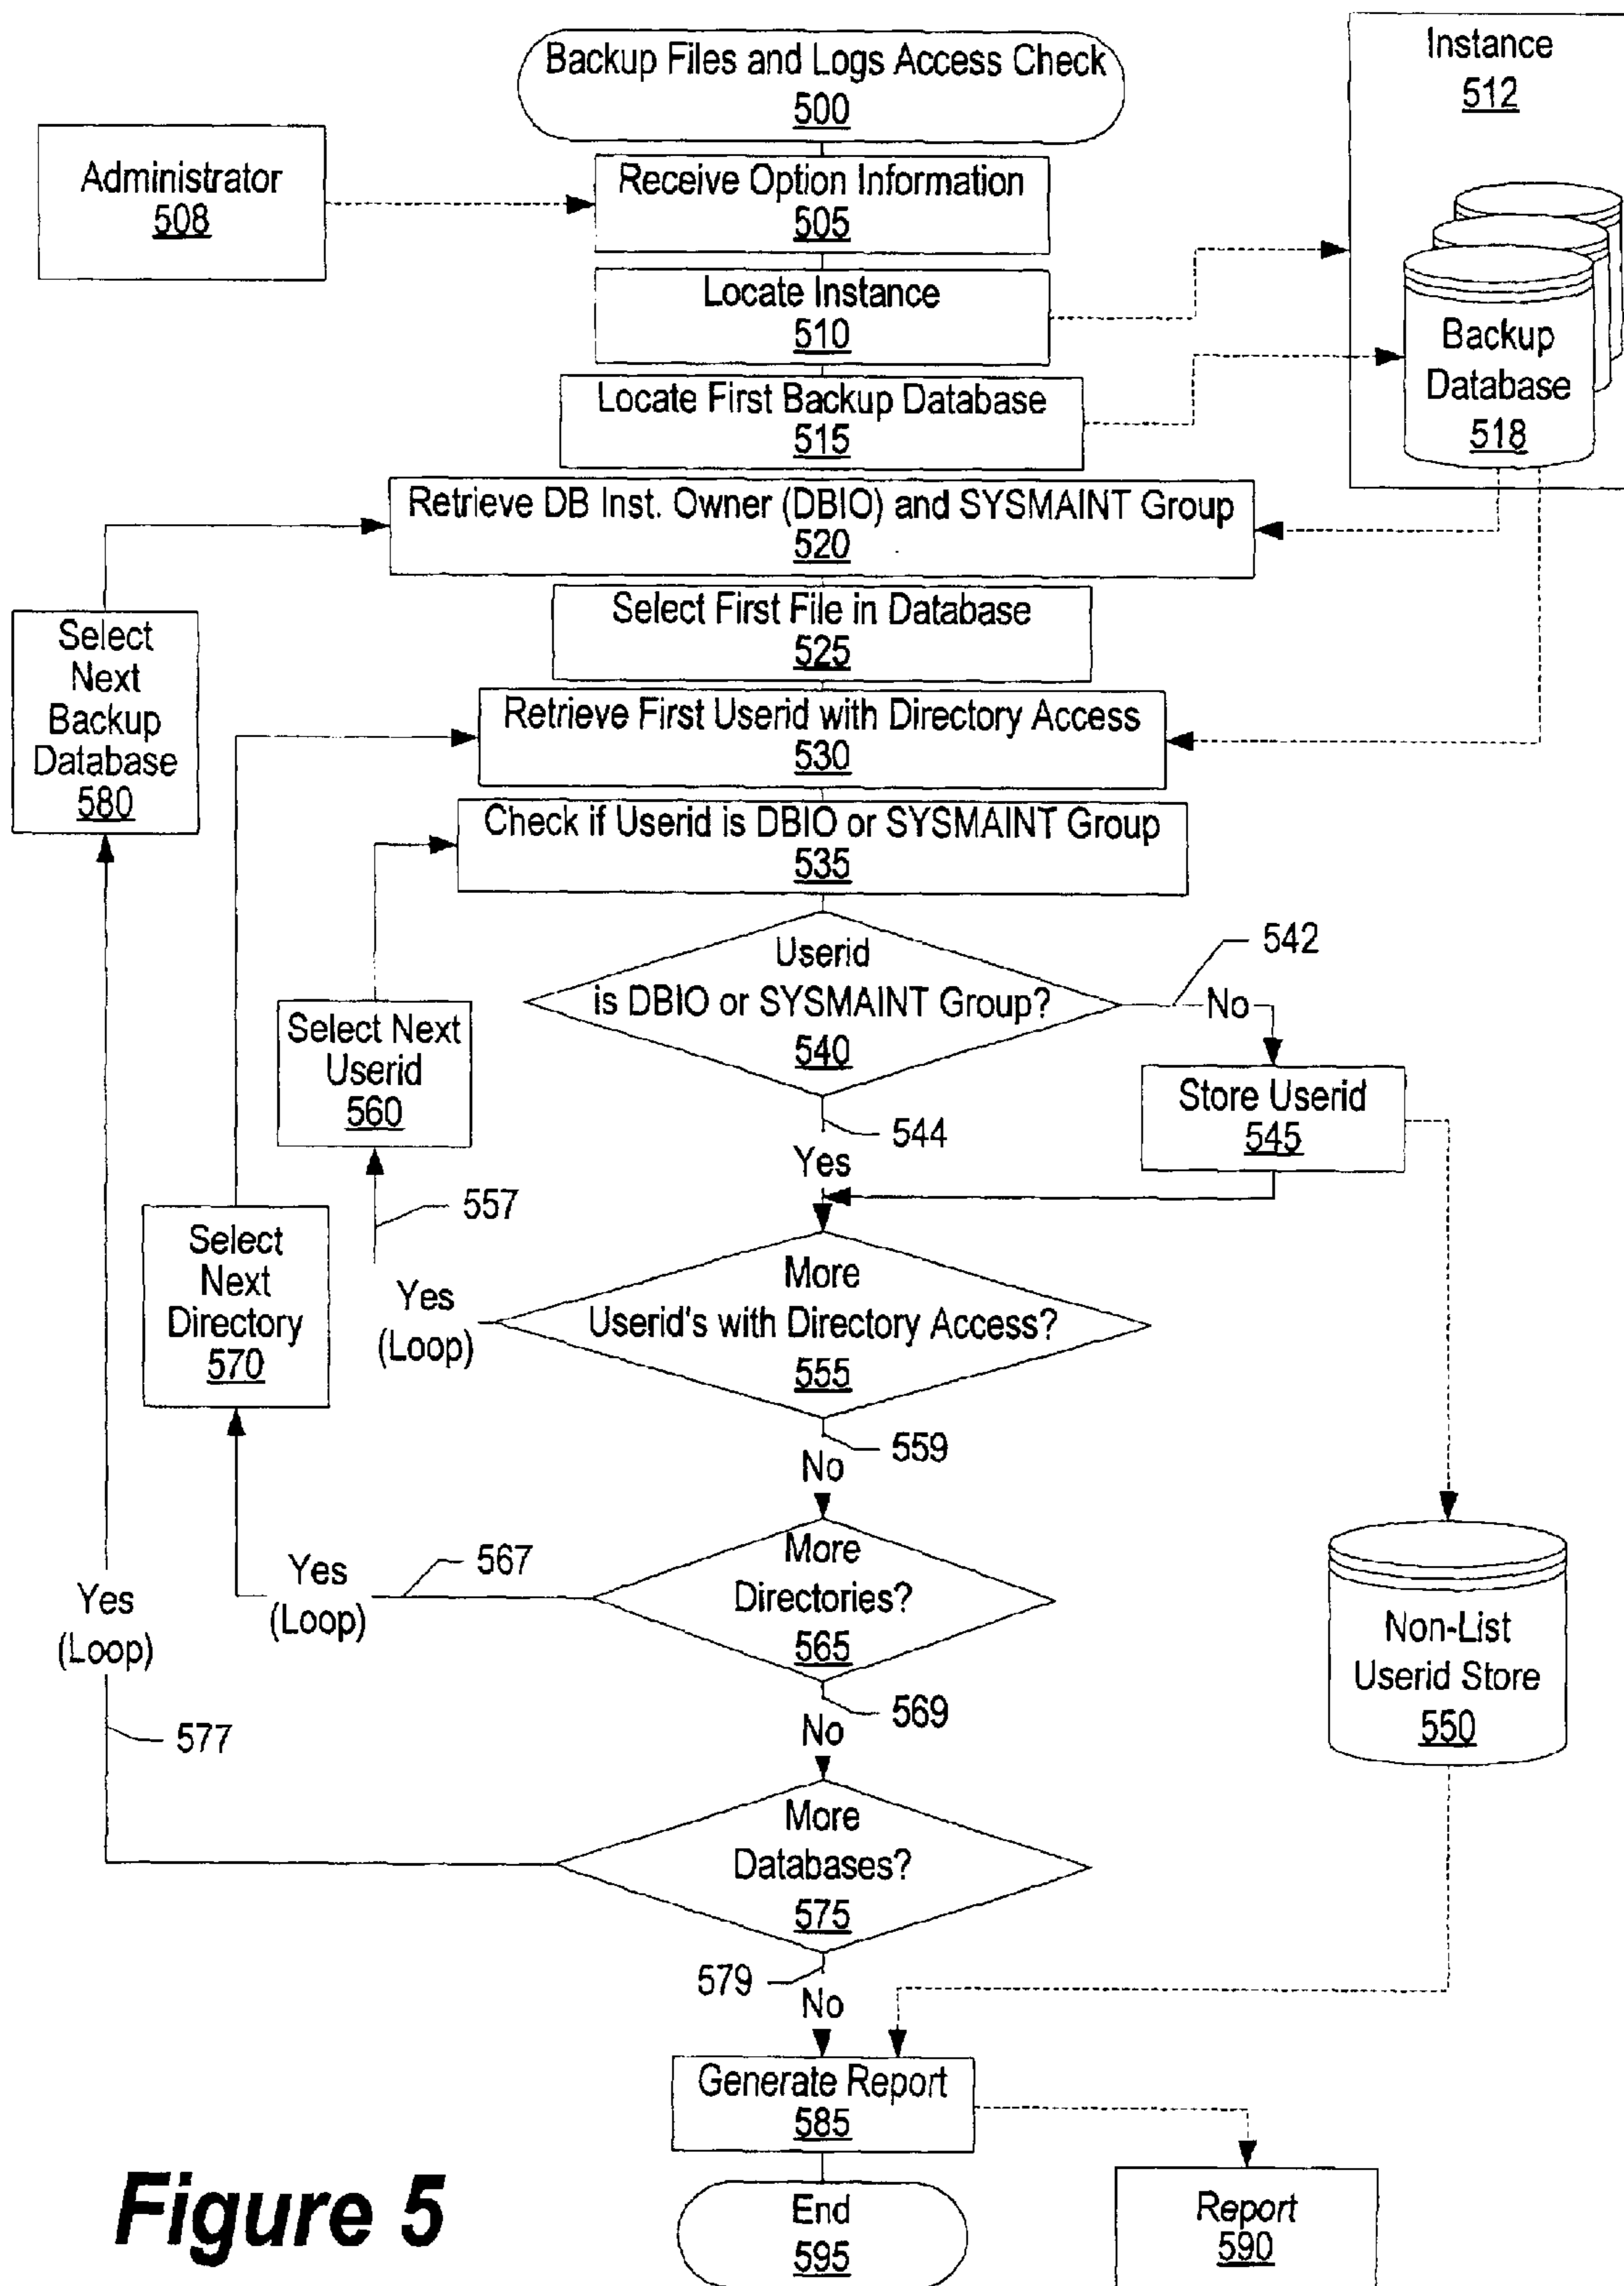 Backup Files and Logs Access Check
500
Instance
512
Administrator
508
Receive Option Information
505
Locate Instance
510
Backup
Database
518
Locate First Backup Database
515
Retrieve DB Inst. Owner (DBIO) and SYSMAINT Group
520
Select First File in Database
525
Select
Next
Backup
Database
580
Retrieve First Userid with Directory Access
530
Check if Userid is DBIO or SYSMAINT Group
535
Userid
is DBIO or SYSMAINT Group?
540
542
No
Select Next
Userid
560
Store Userid
545
544
Yes
557
Select
Next
Directory
570
Yes
(Loop)
More
Userid's with Directory Access?
555
559
No
More
Directories?
565
567
Yes
(Loop)
Yes
(Loop)
Non-List
Userid Store
550
569
No
577
More
Databases?
575
579
No
Generate Report
585
End
595
Report
590
Figure 5